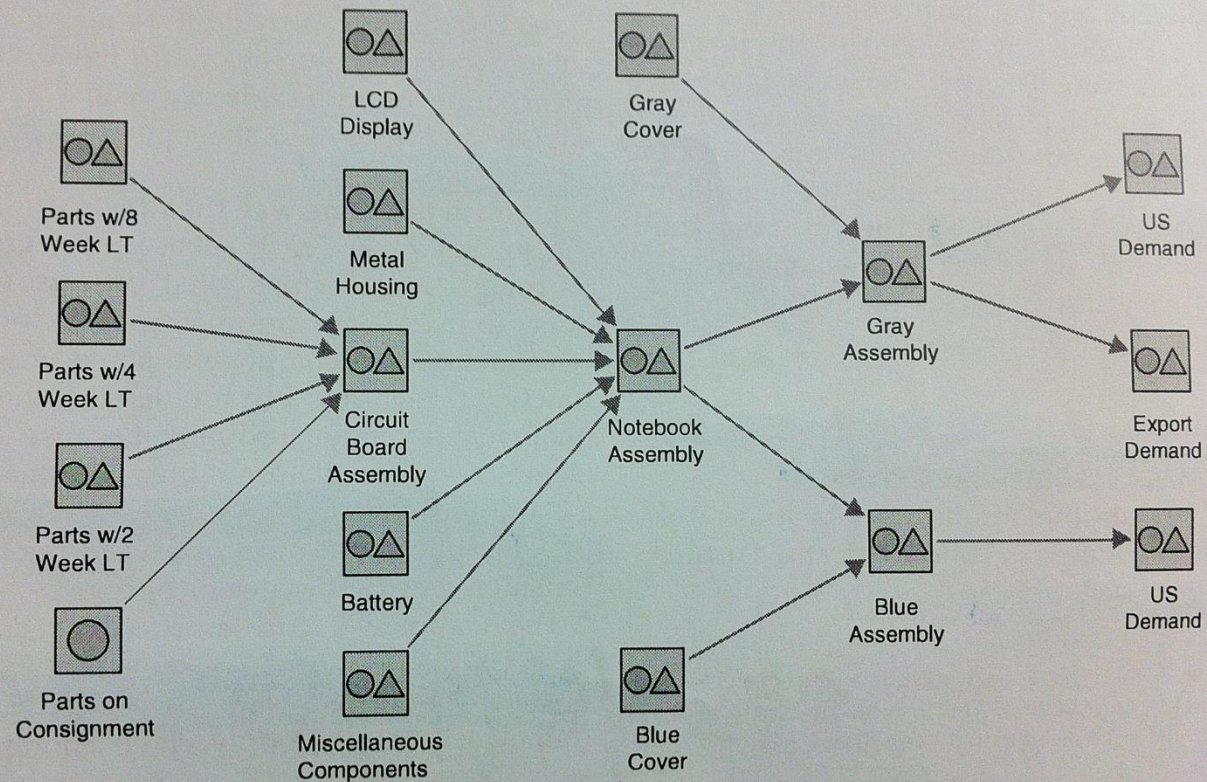 LCD
Display
Gray
Cover
Parts w/8
Week LT
Metal
Housing
US
Demand
Parts w/4
Week LT
Gray
Assembly
Circuit
Board
Assembly
Notebook
Assembly
Export
Demand
Parts w/2
Week LT
Battery
Blue
Assembly
US
Demand
Parts on
Consignment
Miscellaneous
Components
Blue
Cover